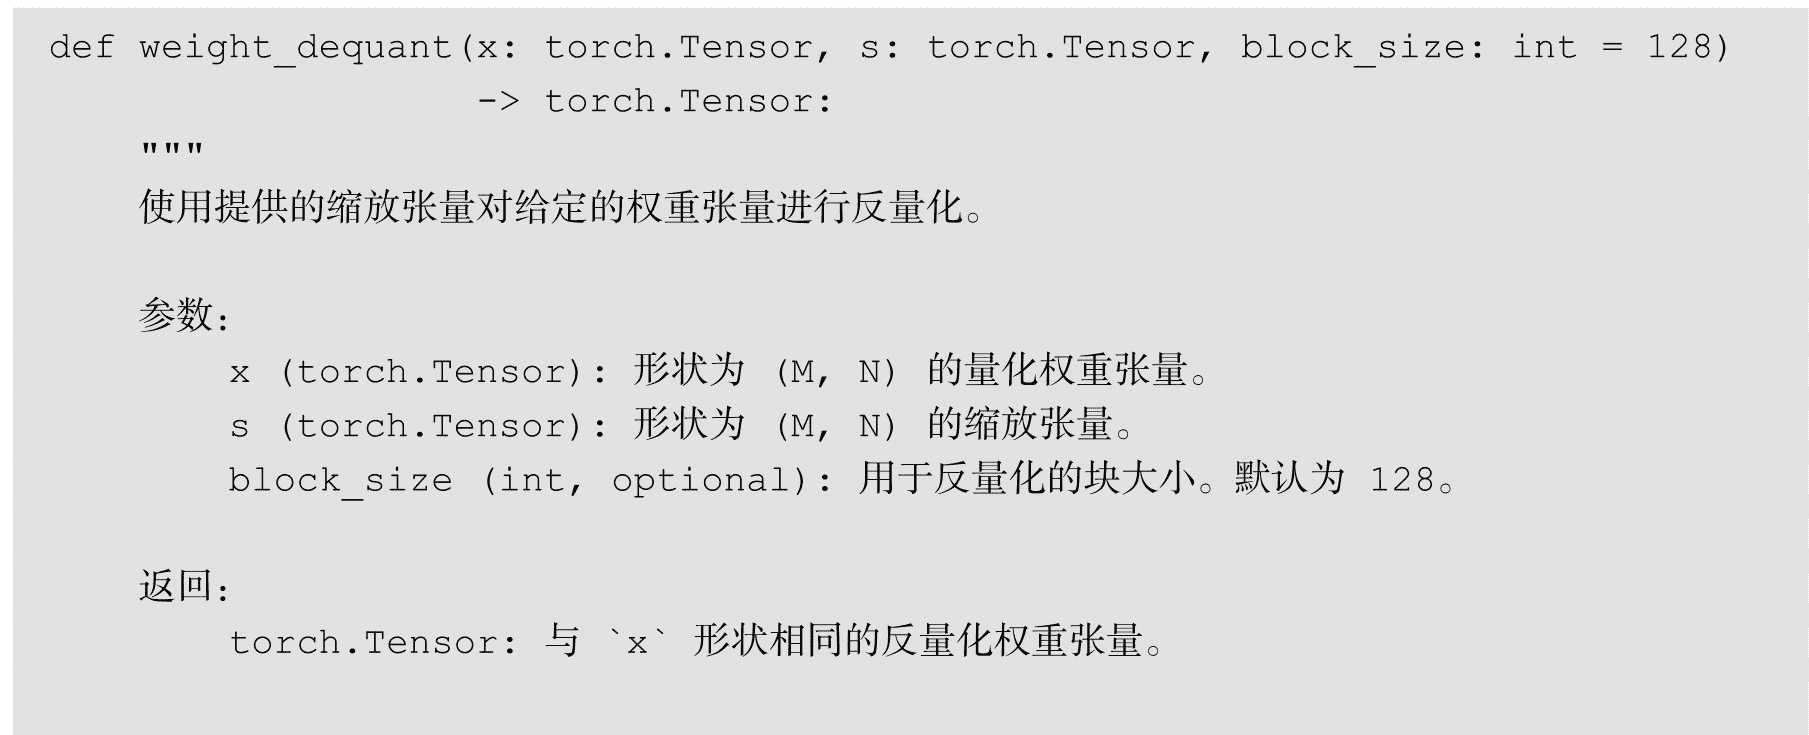 def weight_dequant(x: torch.Tensor, s: torch.Tensor, block_size: int = 128)
-> torch.Tensor:
"""
使用提供的缩放张量对给定的权重张量进行反量化。
参数:
x (torch.Tensor): 形状为 (M, N) 的量化权重张量。
s (torch.Tensor): 形状为 (M, N) 的缩放张量。
block_size (int, optional): 用于反量化的块大小。默认为 128。
返回:
torch.Tensor: 与 `x` 形状相同的反量化权重张量。